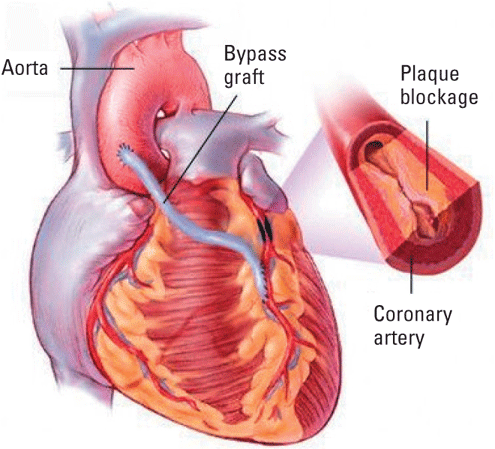 Aorta
Bypass
graft
Plaque
blockage
Coronary
artery